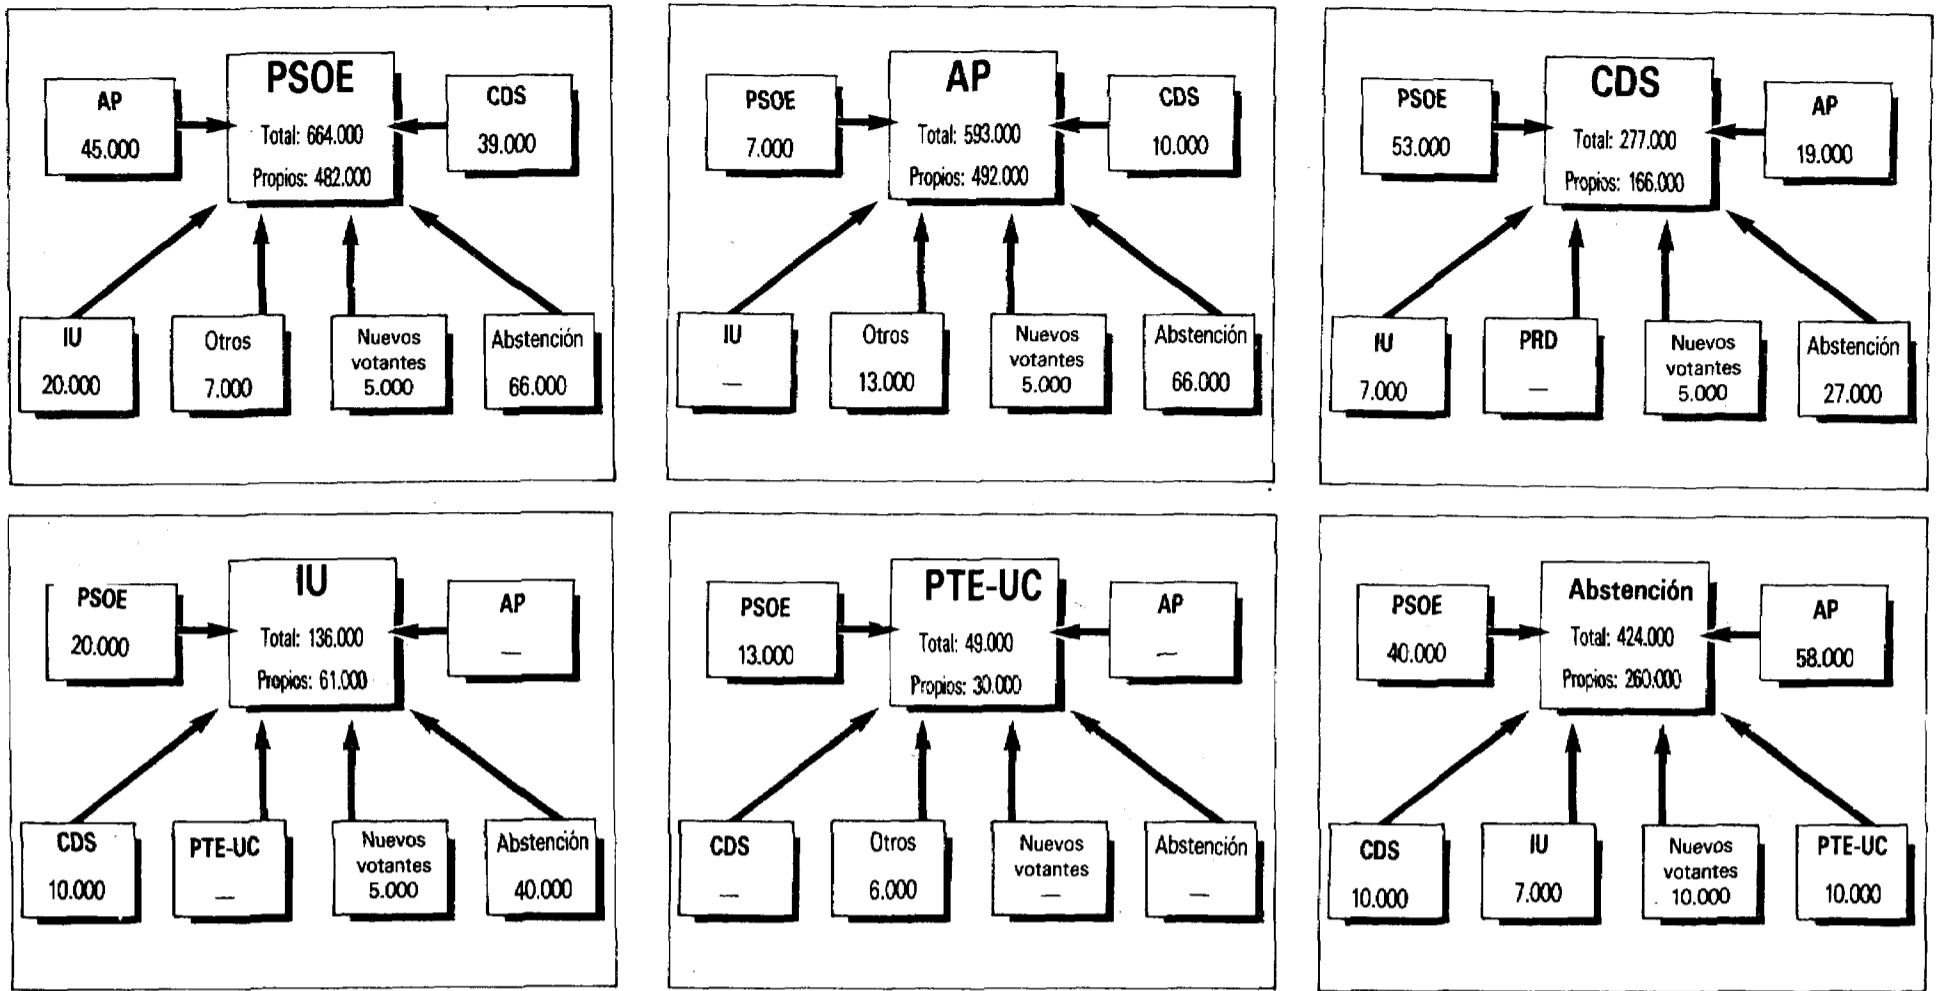 PSOE
Total: 664.000
Propios: 482.000
AP
45.000
CDS
39.000
IU
20.000
Otros
7.000
Nuevos
votantes
5.000
Abstención
66.000
AP
Total: 593.000
Propios: 492.000
PSOE
7.000
CDS
10.000
IU
—
Otros
13.000
Nuevos
votantes
5.000
Abstención
66.000
CDS
Total: 277.000
Propios: 166.000
PSOE
53.000
AP
19.000
IU
7.000
PRD
—
Nuevos
votantes
5.000
Abstención
27.000
IU
Total: 136.000
Propios: 61.000
PSOE
20.000
AP
—
CDS
10.000
PTE-UC
—
Nuevos
votantes
5.000
Abstención
40.000
PTE-UC
Total: 49.000
Propios: 30.000
PSOE
13.000
AP
—
CDS
—
Otros
6.000
Nuevos
votantes
—
Abstención
—
Abstención
Total: 424.000
Propios: 260.000
PSOE
40.000
AP
58.000
CDS
10.000
IU
7.000
Nuevos
votantes
10.000
PTE-UC
10.000